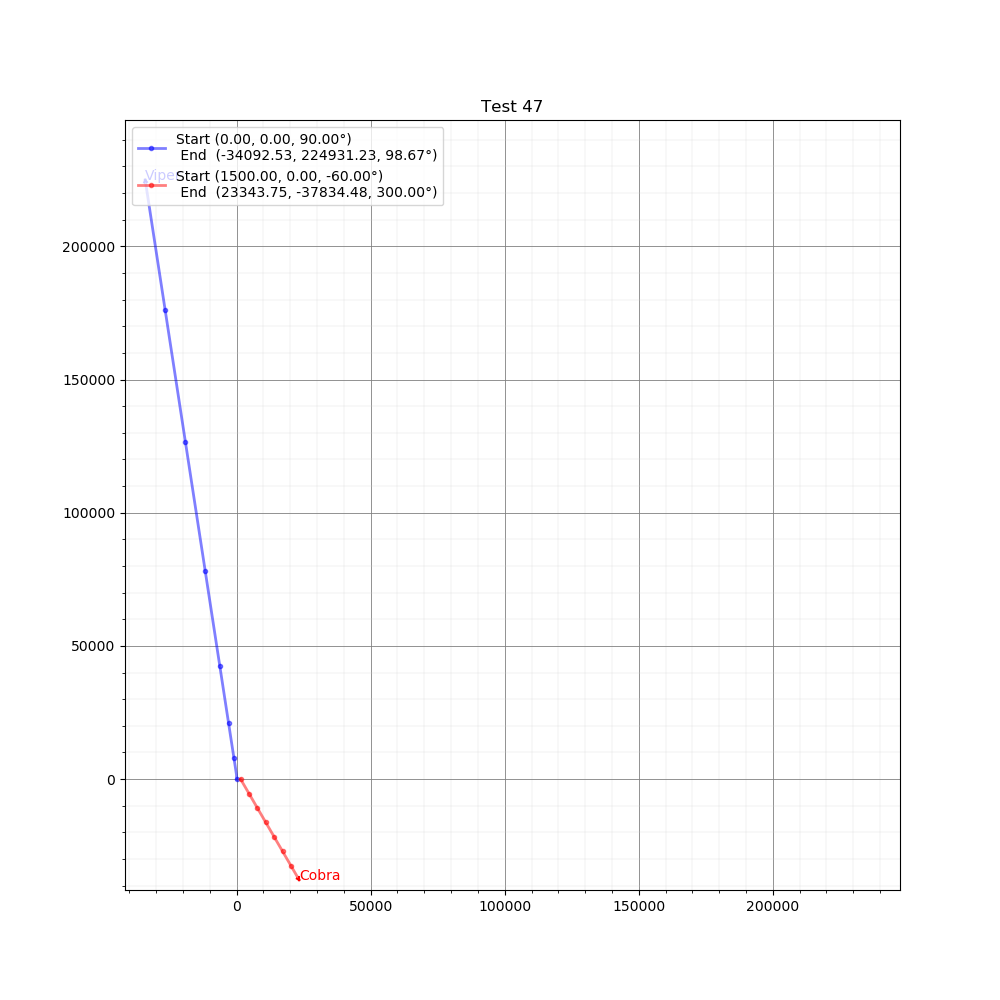 Test 47
Start (0.00, 0.00, 90.00°)
End  (-34092.53, 224931.23, 98.67°)
Viper
Start (1500.00, 0.00, -60.00°)
End  (23343.75, -37834.48, 300.00°)
200000
150000
100000
50000
0
Cobra
0
50000
100000
150000
200000